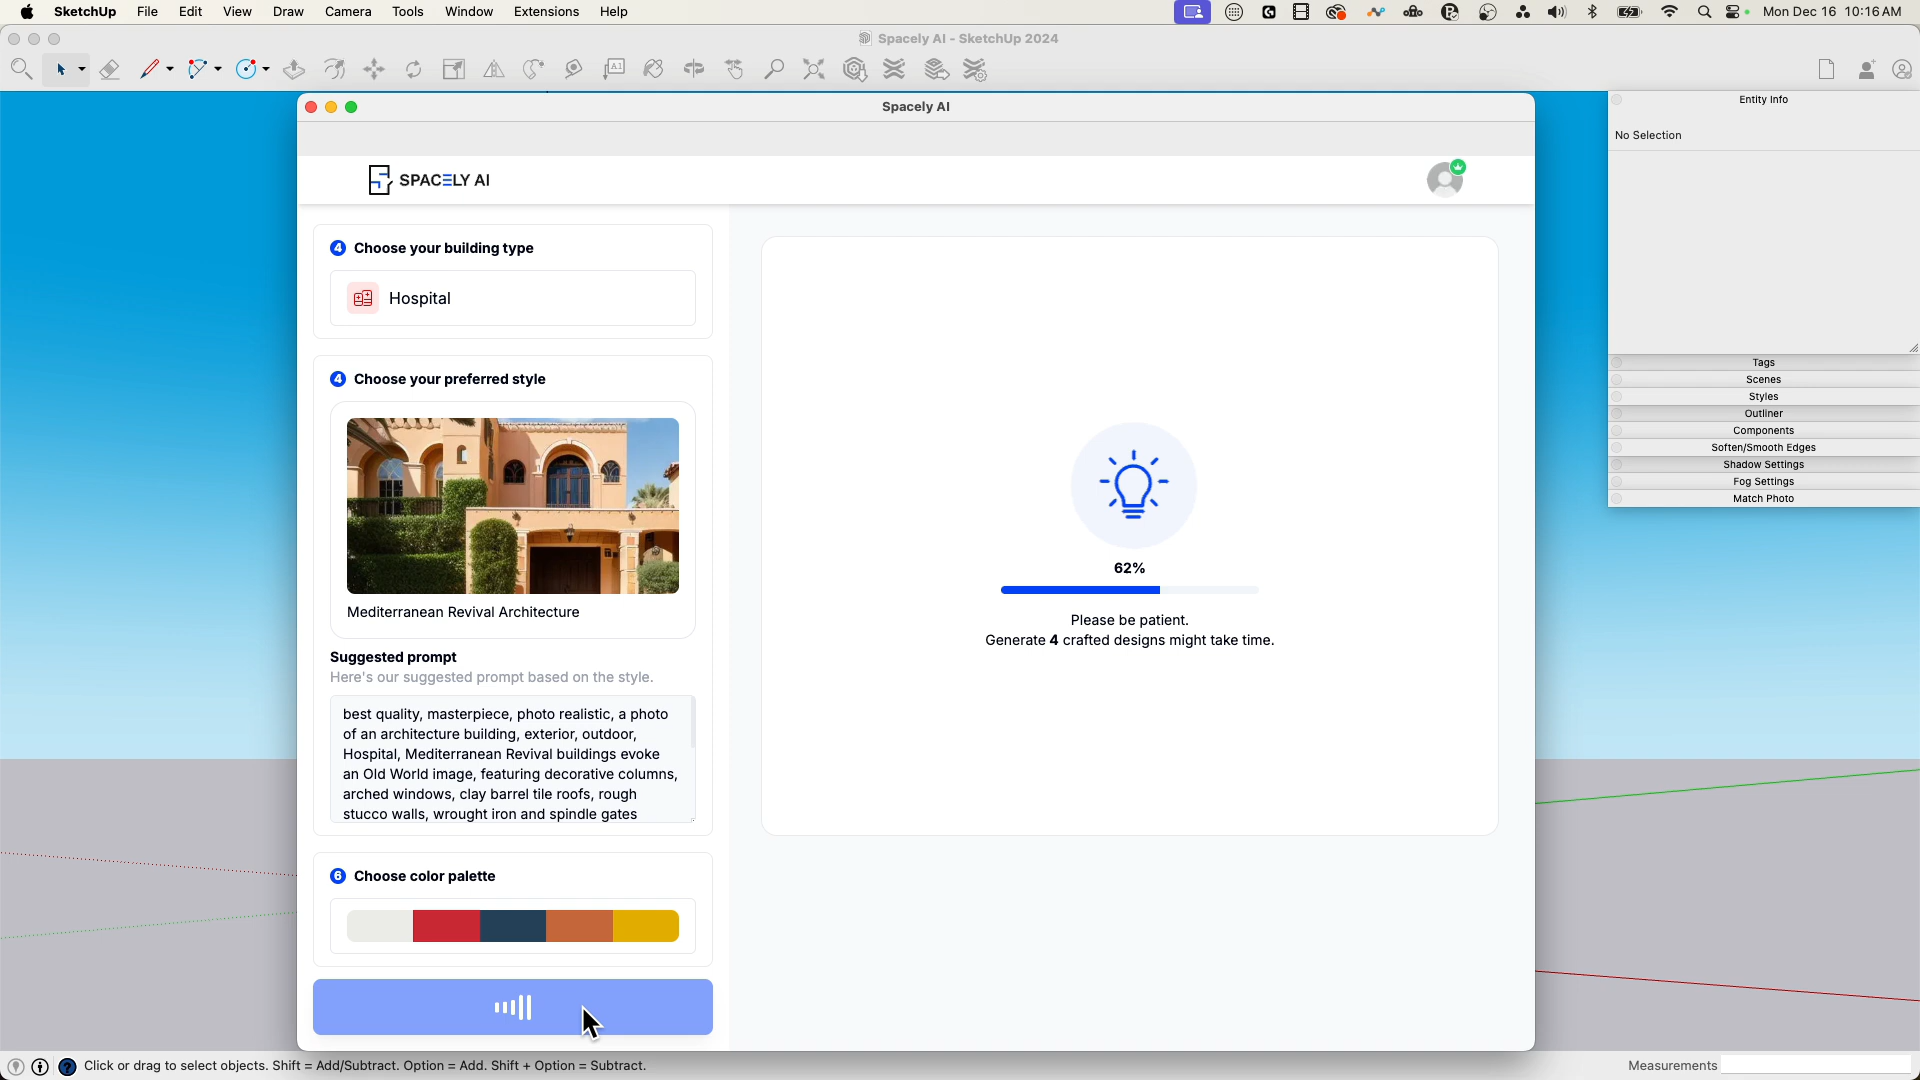 SketchUp File Edit View Draw Camera Tools Window Extensions Help
Mon Dec 16 10:16 AM
Spacely AI - SketchUp 2024
A1
Spacely AI
SPACELY AI
4 Choose your building type
Hospital
4 Choose your preferred style
Mediterranean Revival Architecture
Suggested prompt
Here's our suggested prompt based on the style.
best quality, masterpiece, photo realistic, a photo
of an architecture building, exterior, outdoor,
Hospital, Mediterranean Revival buildings evoke
an Old World image, featuring decorative columns,
arched windows, clay barrel tile roofs, rough
stucco walls, wrought iron and spindle gates
6 Choose color palette
62%
Please be patient.
Generate 4 crafted designs might take time.
Entity Info
No Selection
Tags
Scenes
Styles
Outliner
Components
Soften/Smooth Edges
Shadow Settings
Fog Settings
Match Photo
Click or drag to select objects. Shift = Add/Subtract. Option = Add. Shift + Option = Subtract.
Measurements